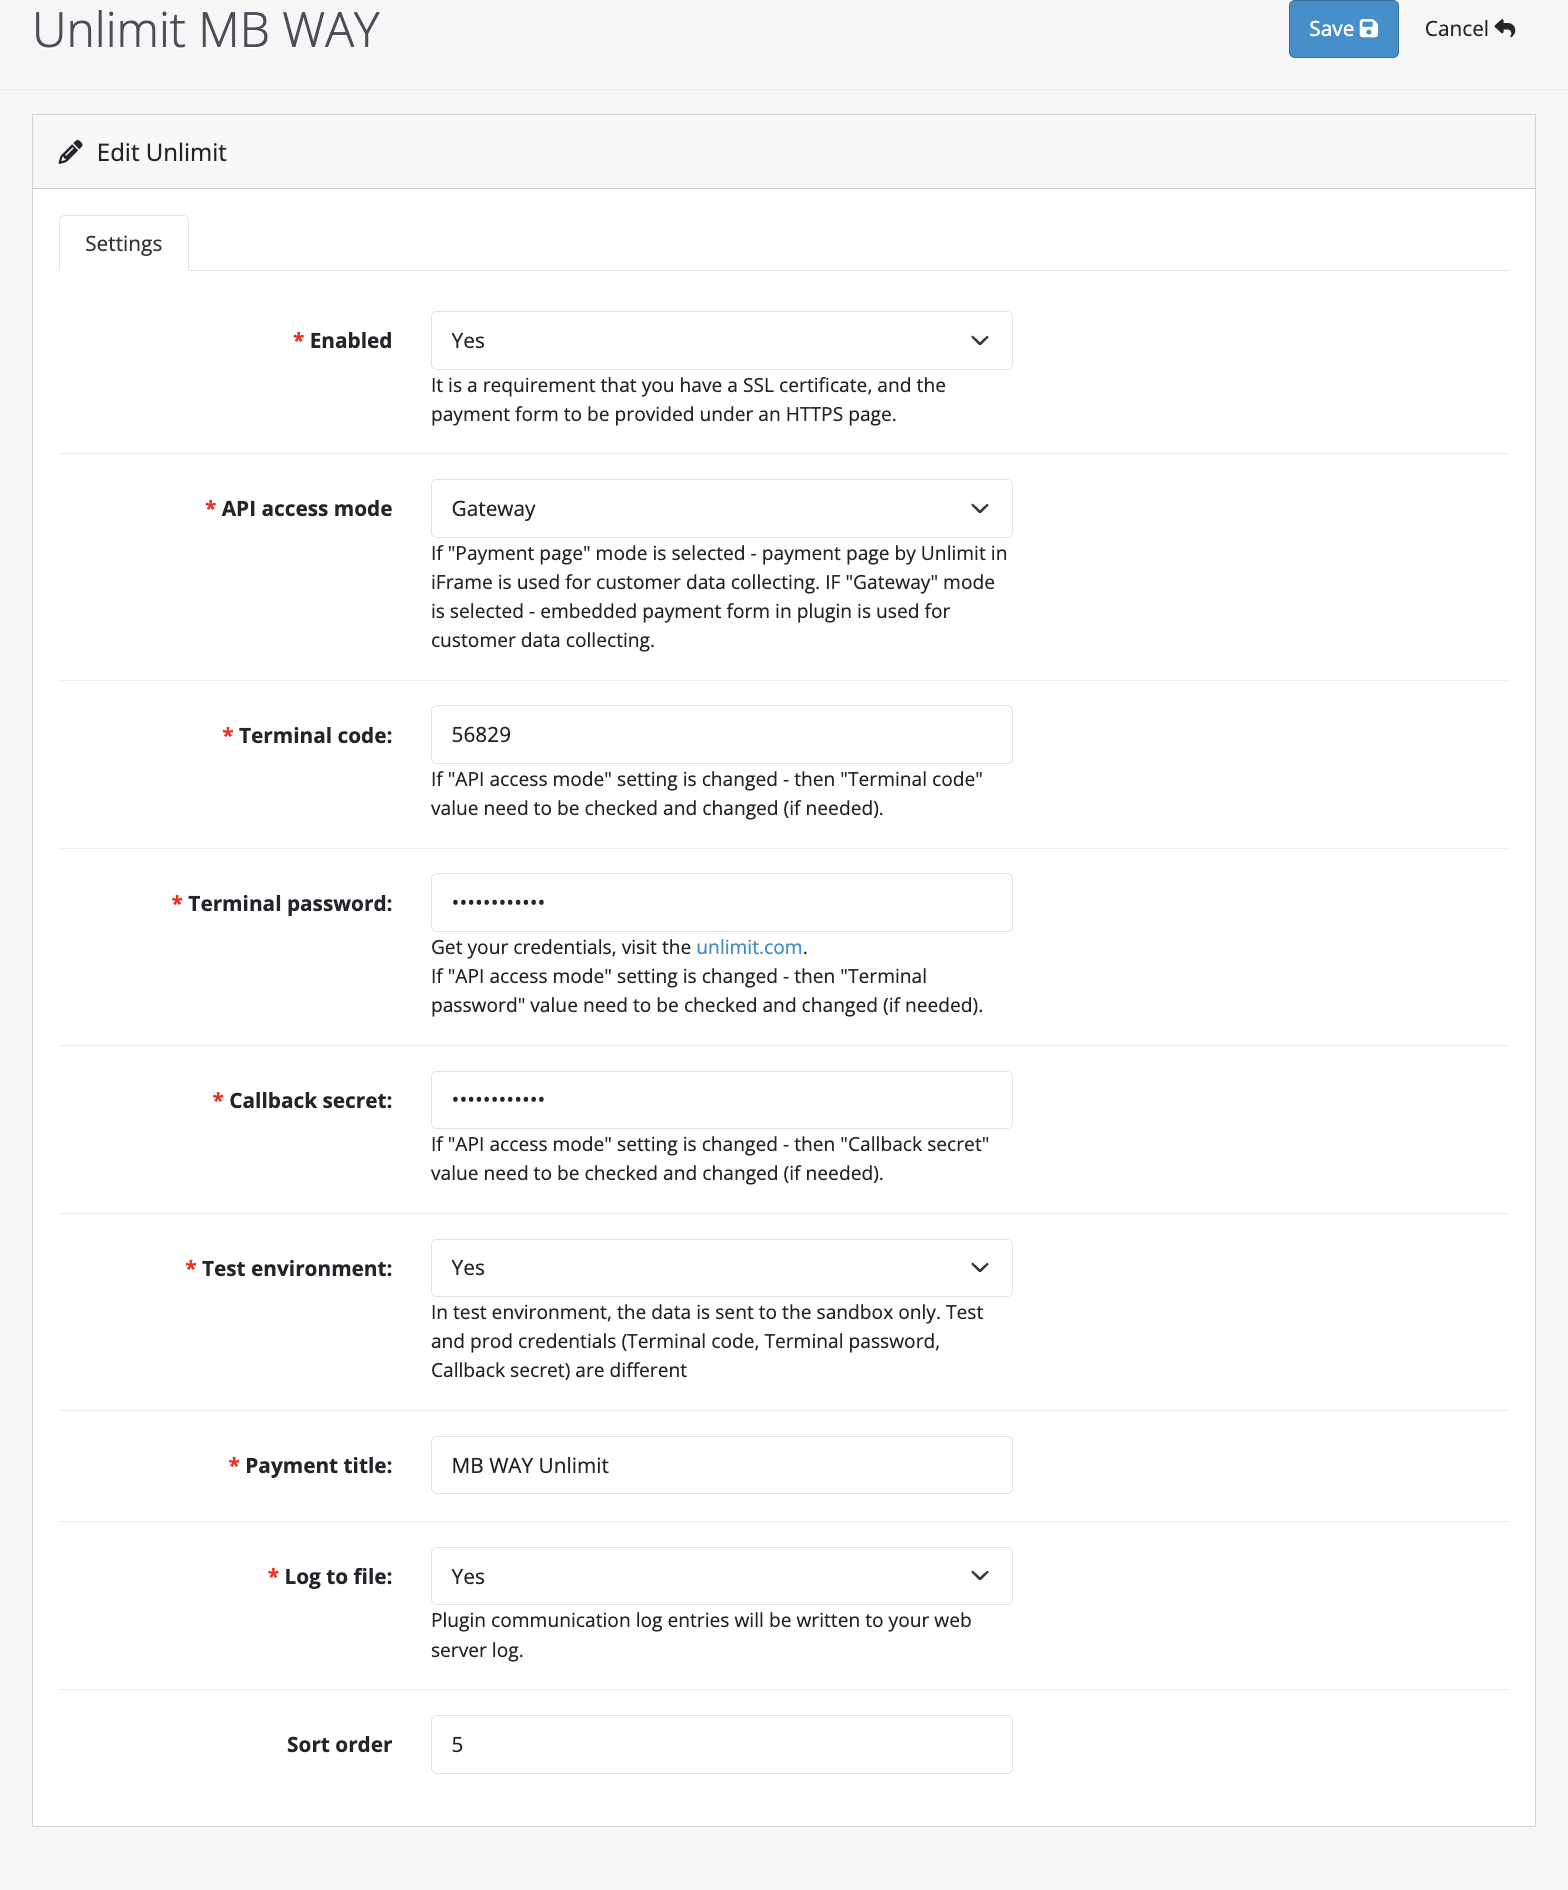 Unlimit MB WAY
Save
Cancel
Edit Unlimit
Settings
* Enabled
Yes
It is a requirement that you have a SSL certificate, and the
payment form to be provided under an HTTPS page.
* API access mode
Gateway
If "Payment page" mode is selected - payment page by Unlimit in
iFrame is used for customer data collecting. IF "Gateway" mode
is selected - embedded payment form in plugin is used for
customer data collecting.
* Terminal code:
56829
If "API access mode" setting is changed - then "Terminal code"
value need to be checked and changed (if needed).
* Terminal password:
••••••••••••
Get your credentials, visit the unlimit.com.
If "API access mode" setting is changed - then "Terminal
password" value need to be checked and changed (if needed).
* Callback secret:
••••••••••••
If "API access mode" setting is changed - then "Callback secret"
value need to be checked and changed (if needed).
* Test environment:
Yes
In test environment, the data is sent to the sandbox only. Test
and prod credentials (Terminal code, Terminal password,
Callback secret) are different
* Payment title:
MB WAY Unlimit
* Log to file:
Yes
Plugin communication log entries will be written to your web
server log.
Sort order
5